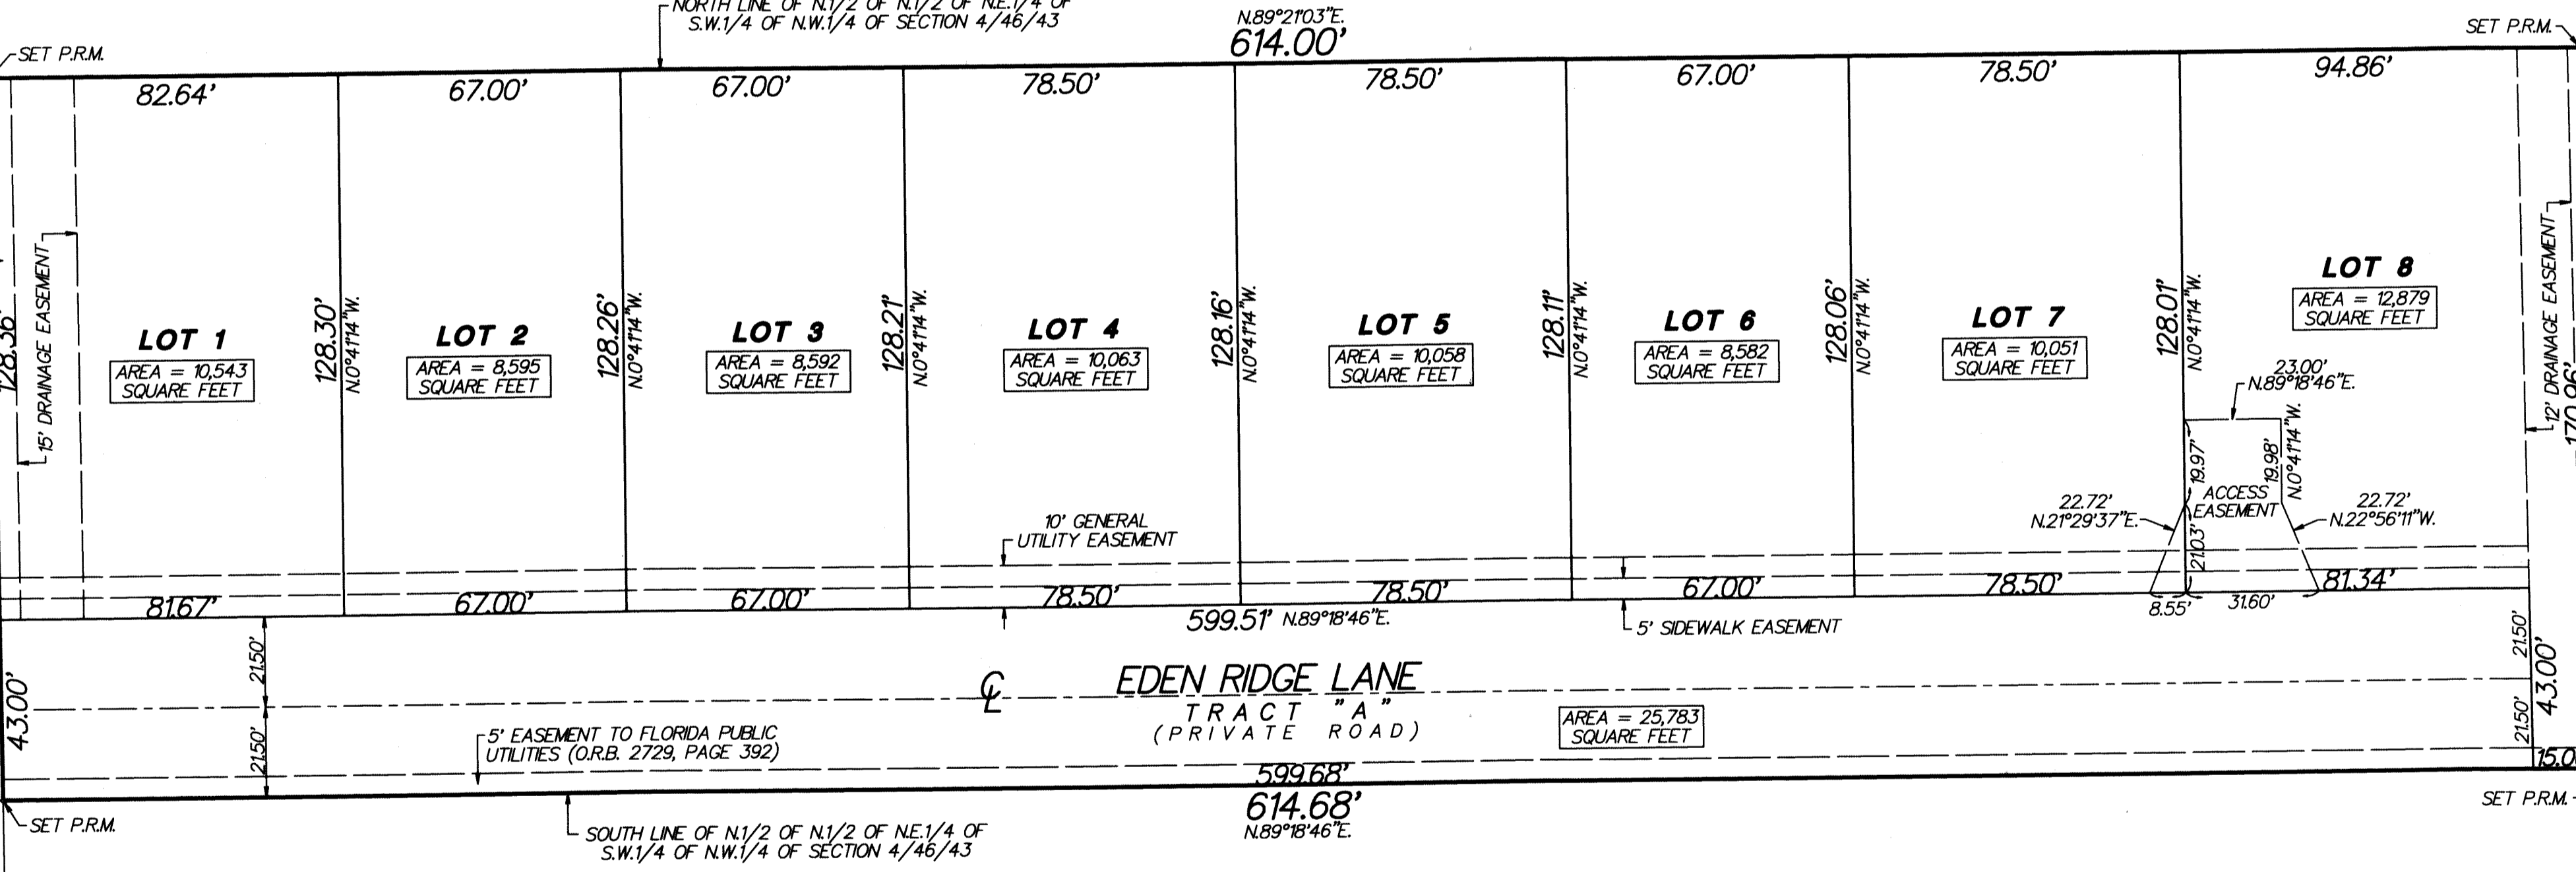 NORTH LINE OF N.1/2 OF N.1/2 OF N.E.1/4 OF
S.W.1/4 OF N.W.1/4 OF SECTION 4/46/43
N.89°21'03"E.
614.00'
SET P.R.M.
SET P.R.M.
82.64'
67.00'
67.00'
78.50'
78.50'
67.00'
78.50'
94.86'
128.36'
15' DRAINAGE EASEMENT
LOT 1
AREA = 10,543
SQUARE FEET
128.30'
N.0°41'14"W.
LOT 2
AREA = 8,595
SQUARE FEET
128.26'
N.0°41'14"W.
LOT 3
AREA = 8,592
SQUARE FEET
128.21'
N.0°41'14"W.
LOT 4
AREA = 10,063
SQUARE FEET
128.16'
N.0°41'14"W.
LOT 5
AREA = 10,058
SQUARE FEET
128.11'
N.0°41'14"W.
LOT 6
AREA = 8,582
SQUARE FEET
128.06'
N.0°41'14"W.
LOT 7
AREA = 10,051
SQUARE FEET
128.01'
N.0°41'14"W.
LOT 8
AREA = 12,879
SQUARE FEET
12' DRAINAGE EASEMENT
170.96'
23.00'
N.89°18'46"E.
19.97'
19.98'
N.0°41'14"W.
ACCESS
EASEMENT
22.72'
N.21°29'37"E.
22.72'
N.22°56'11"W.
21.03'
10' GENERAL
UTILITY EASEMENT
81.67'
67.00'
67.00'
78.50'
78.50'
67.00'
78.50'
81.34'
8.55'
31.60'
599.51' N.89°18'46"E.
5' SIDEWALK EASEMENT
43.00'
21.50'
21.50'
CL
EDEN RIDGE LANE
TRACT "A"
(PRIVATE ROAD)
AREA = 25,783
SQUARE FEET
21.50'
21.50'
43.00'
5' EASEMENT TO FLORIDA PUBLIC
UTILITIES (O.R.B. 2729, PAGE 392)
599.68'
15.0
614.68'
N.89°18'46"E.
SET P.R.M.
SET P.R.M.
SOUTH LINE OF N.1/2 OF N.1/2 OF N.E.1/4 OF
S.W.1/4 OF N.W.1/4 OF SECTION 4/46/43